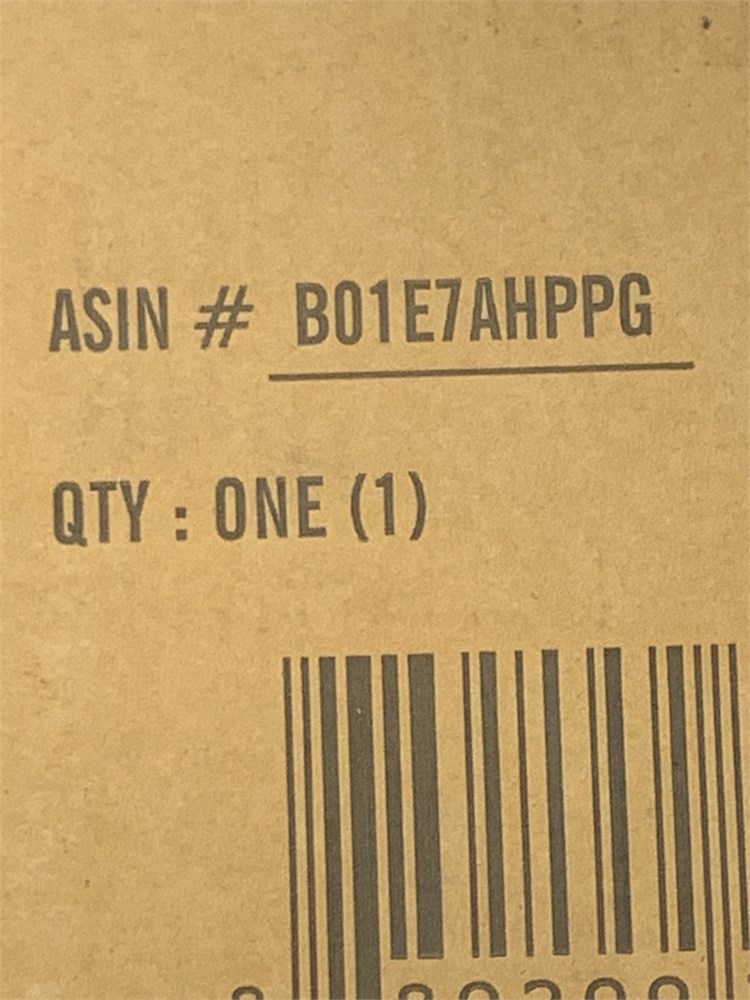 ASIN # B01E7AHPPG
QTY : ONE (1)